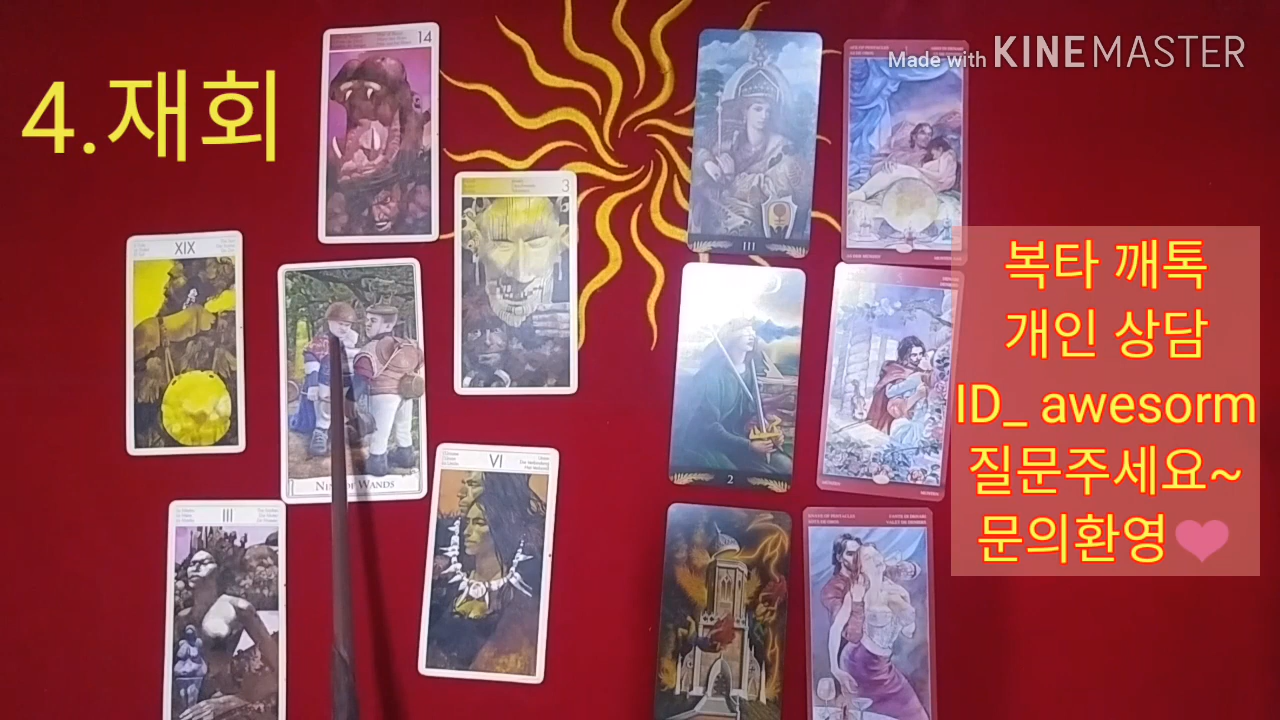 Made with KINEMASTER
4.재회
14
3
XIX
VI
III
NINE OF WANDS
III
2
복타 깨톡
개인 상담
ID_ awesorm
질문주세요~
문의환영